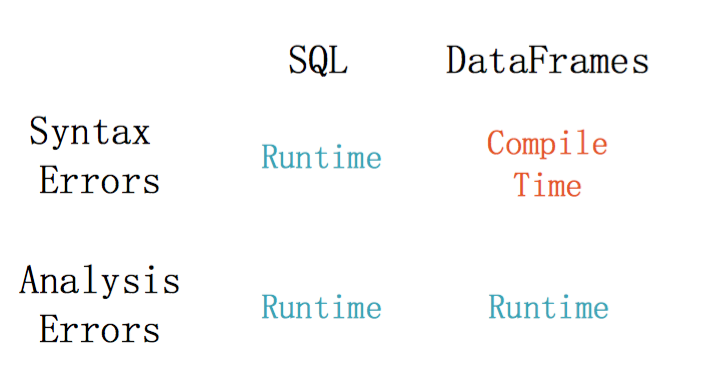 SQL DataFrames
Syntax
Errors
Runtime
Compile
Time
Analysis
Errors
Runtime
Runtime